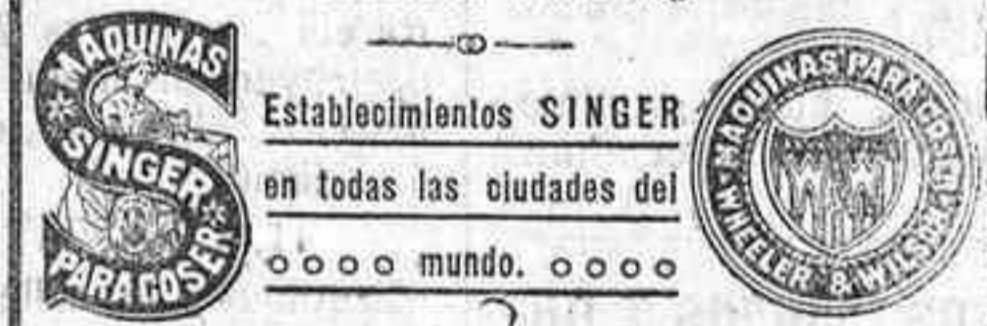 MAQUINAS
SINGER
PARA COSER
Establecimientos SINGER
en todas las ciudades del
mundo.
MAQUINAS PARA COSER
WHEELER & WILSON